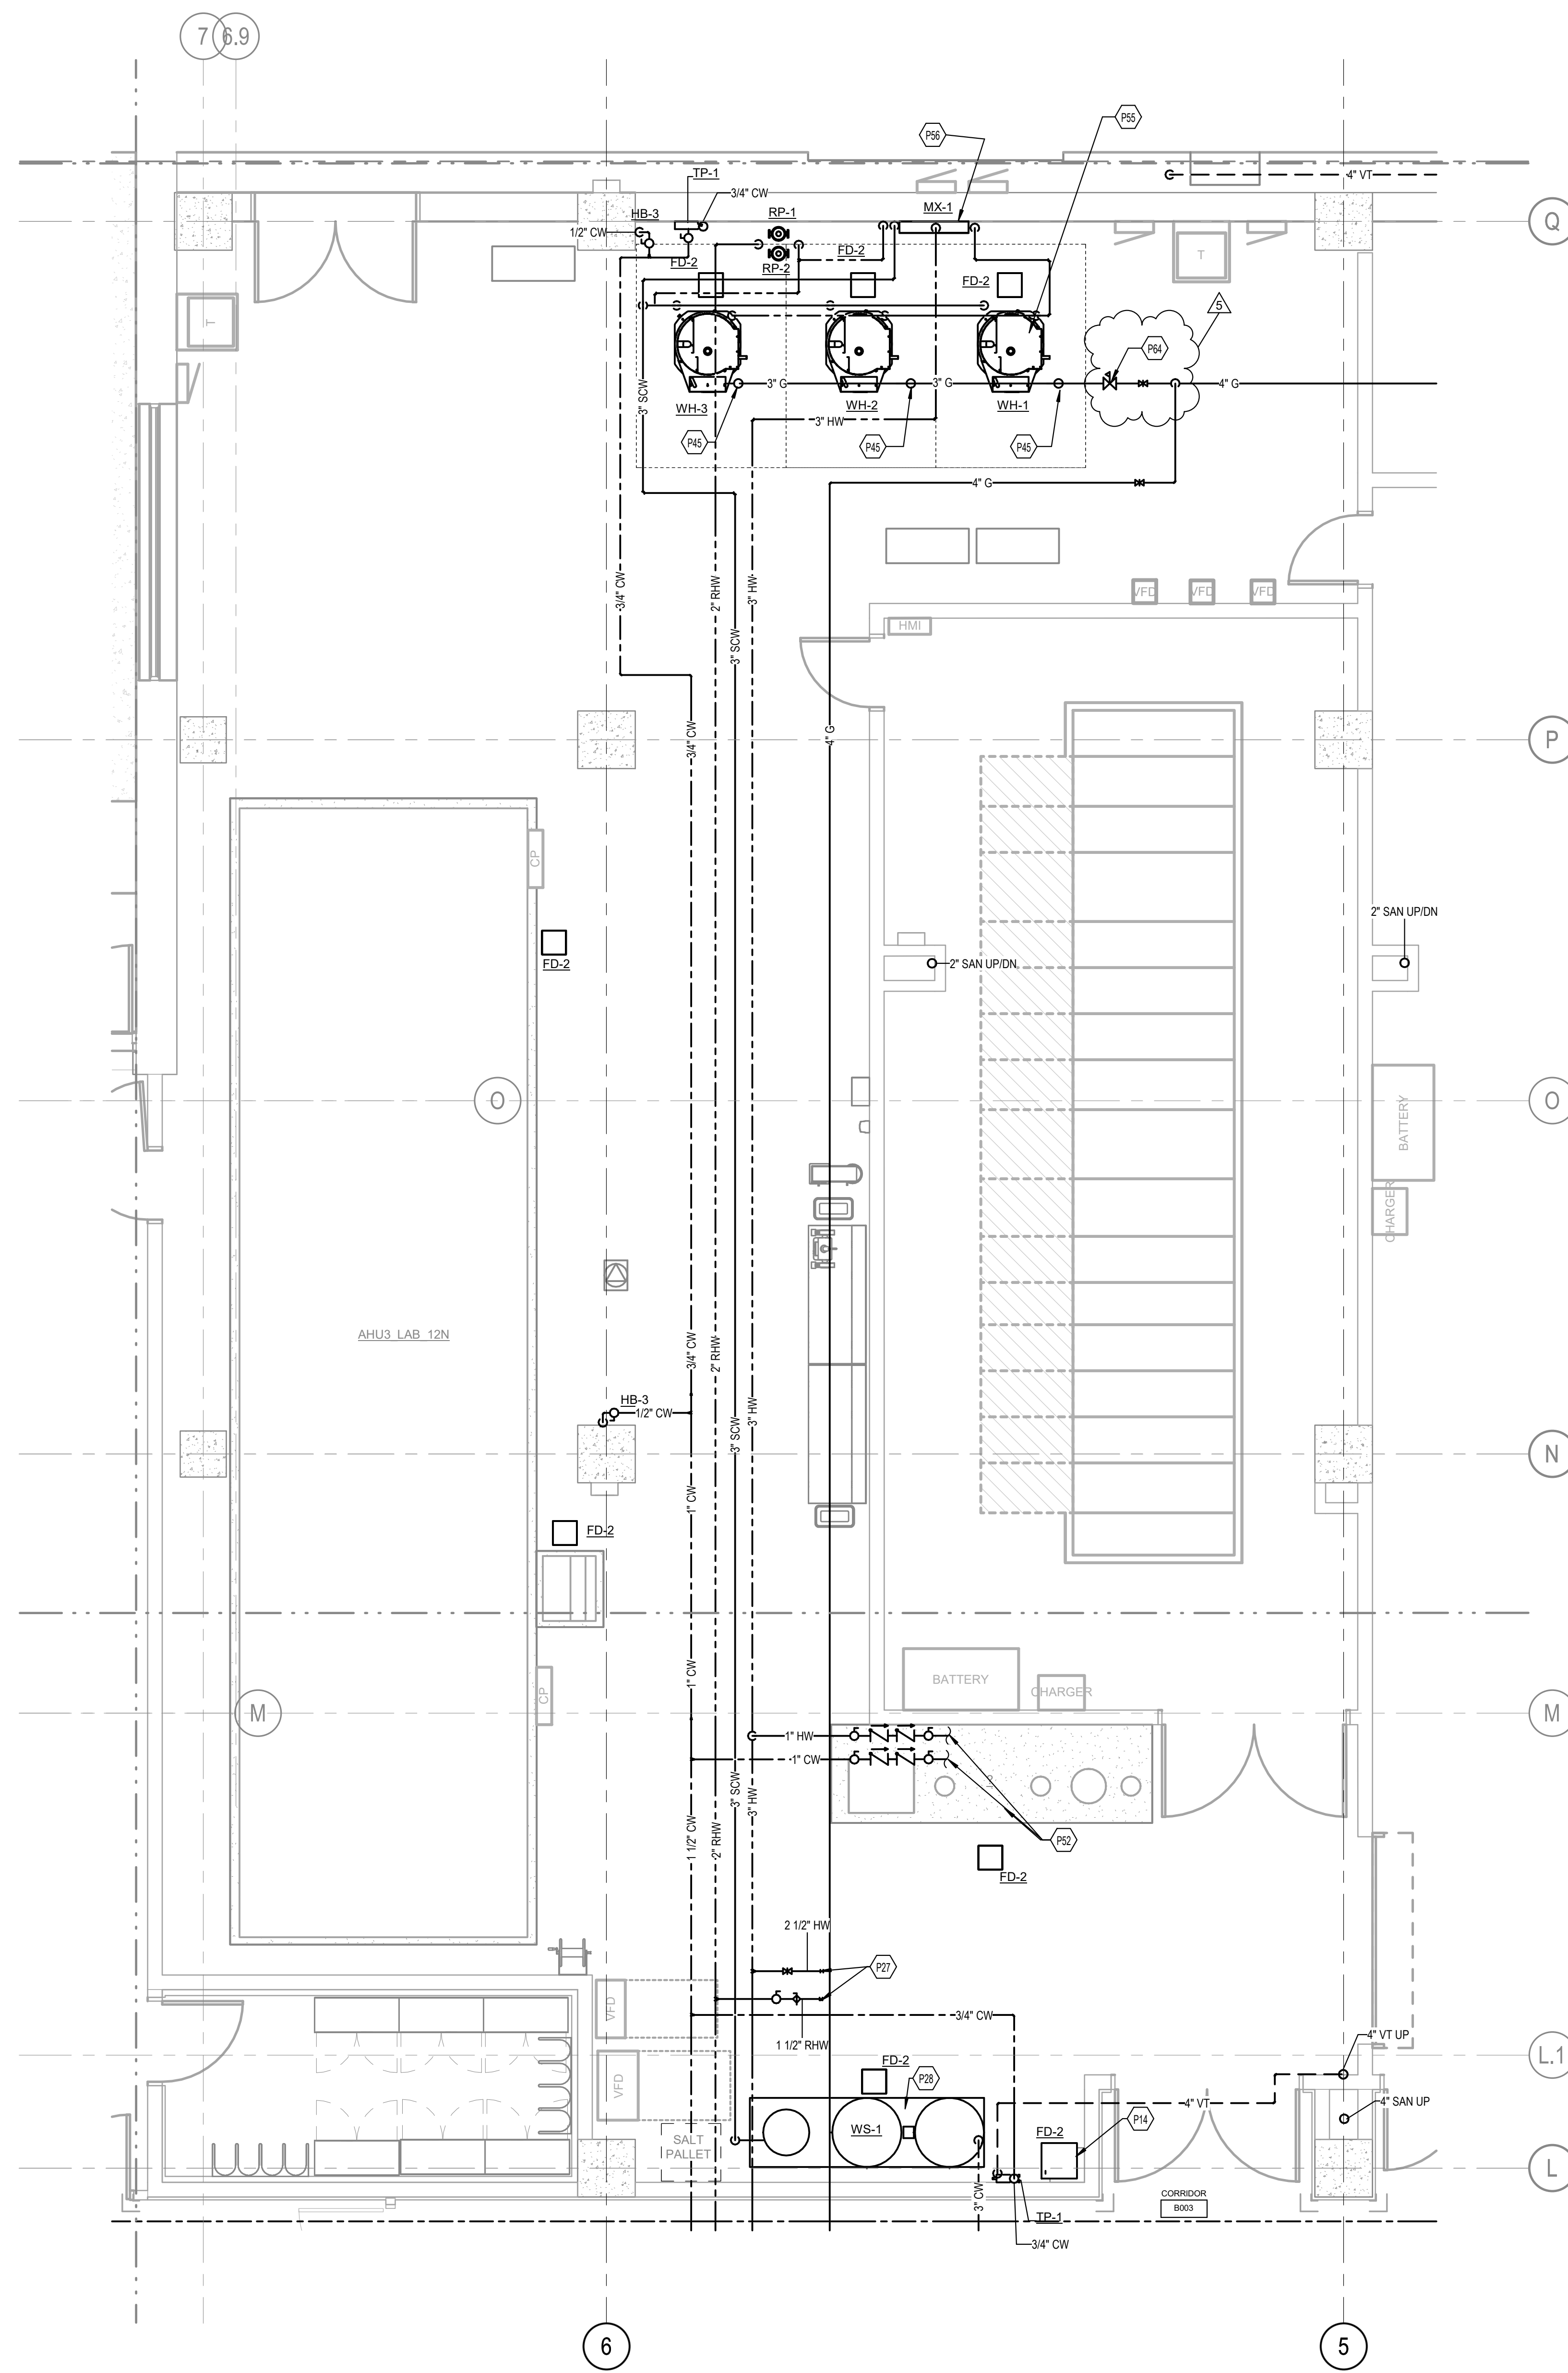 7
6.9
P55
P56
4" VT
TP-1
3/4" CW
HB-3
RP-1
MX-1
Q
1/2" CW
FD-2
FD-2
RP-2
FD-2
T
T
5
P64
3" SCW
3" G
3" G
4" G
WH-3
WH-2
WH-1
3" HW
P45
P45
P45
4" G
3/4" CW
2" RHW
3" HW
VFD
VFD
VFD
HMI
3" SCW
3/4" CW
4" G
P
CP
2" SAN UP/DN
FD-2
2" SAN UP/DN
O
O
BATTERY
CHARGER
AHU3 LAB 12N
3/4" CW
2" RHW
HB-3
1/2" CW
3" HW
3" SCW
N
1" CW
FD-2
1" CW
BATTERY
CHARGER
CP
M
M
1" HW
1" CW
3" SCW
3" HW
1 1/2" CW
2" RHW
P52
FD-2
2 1/2" HW
P27
VFD
3/4" CW
1 1/2" RHW
4" VT UP
L.1
FD-2
P28
VFD
4" VT
4" SAN UP
P14
WS-1
FD-2
SALT
PALLET
L
3" CW
CORRIDOR
B003
TP-1
3/4" CW
6
5